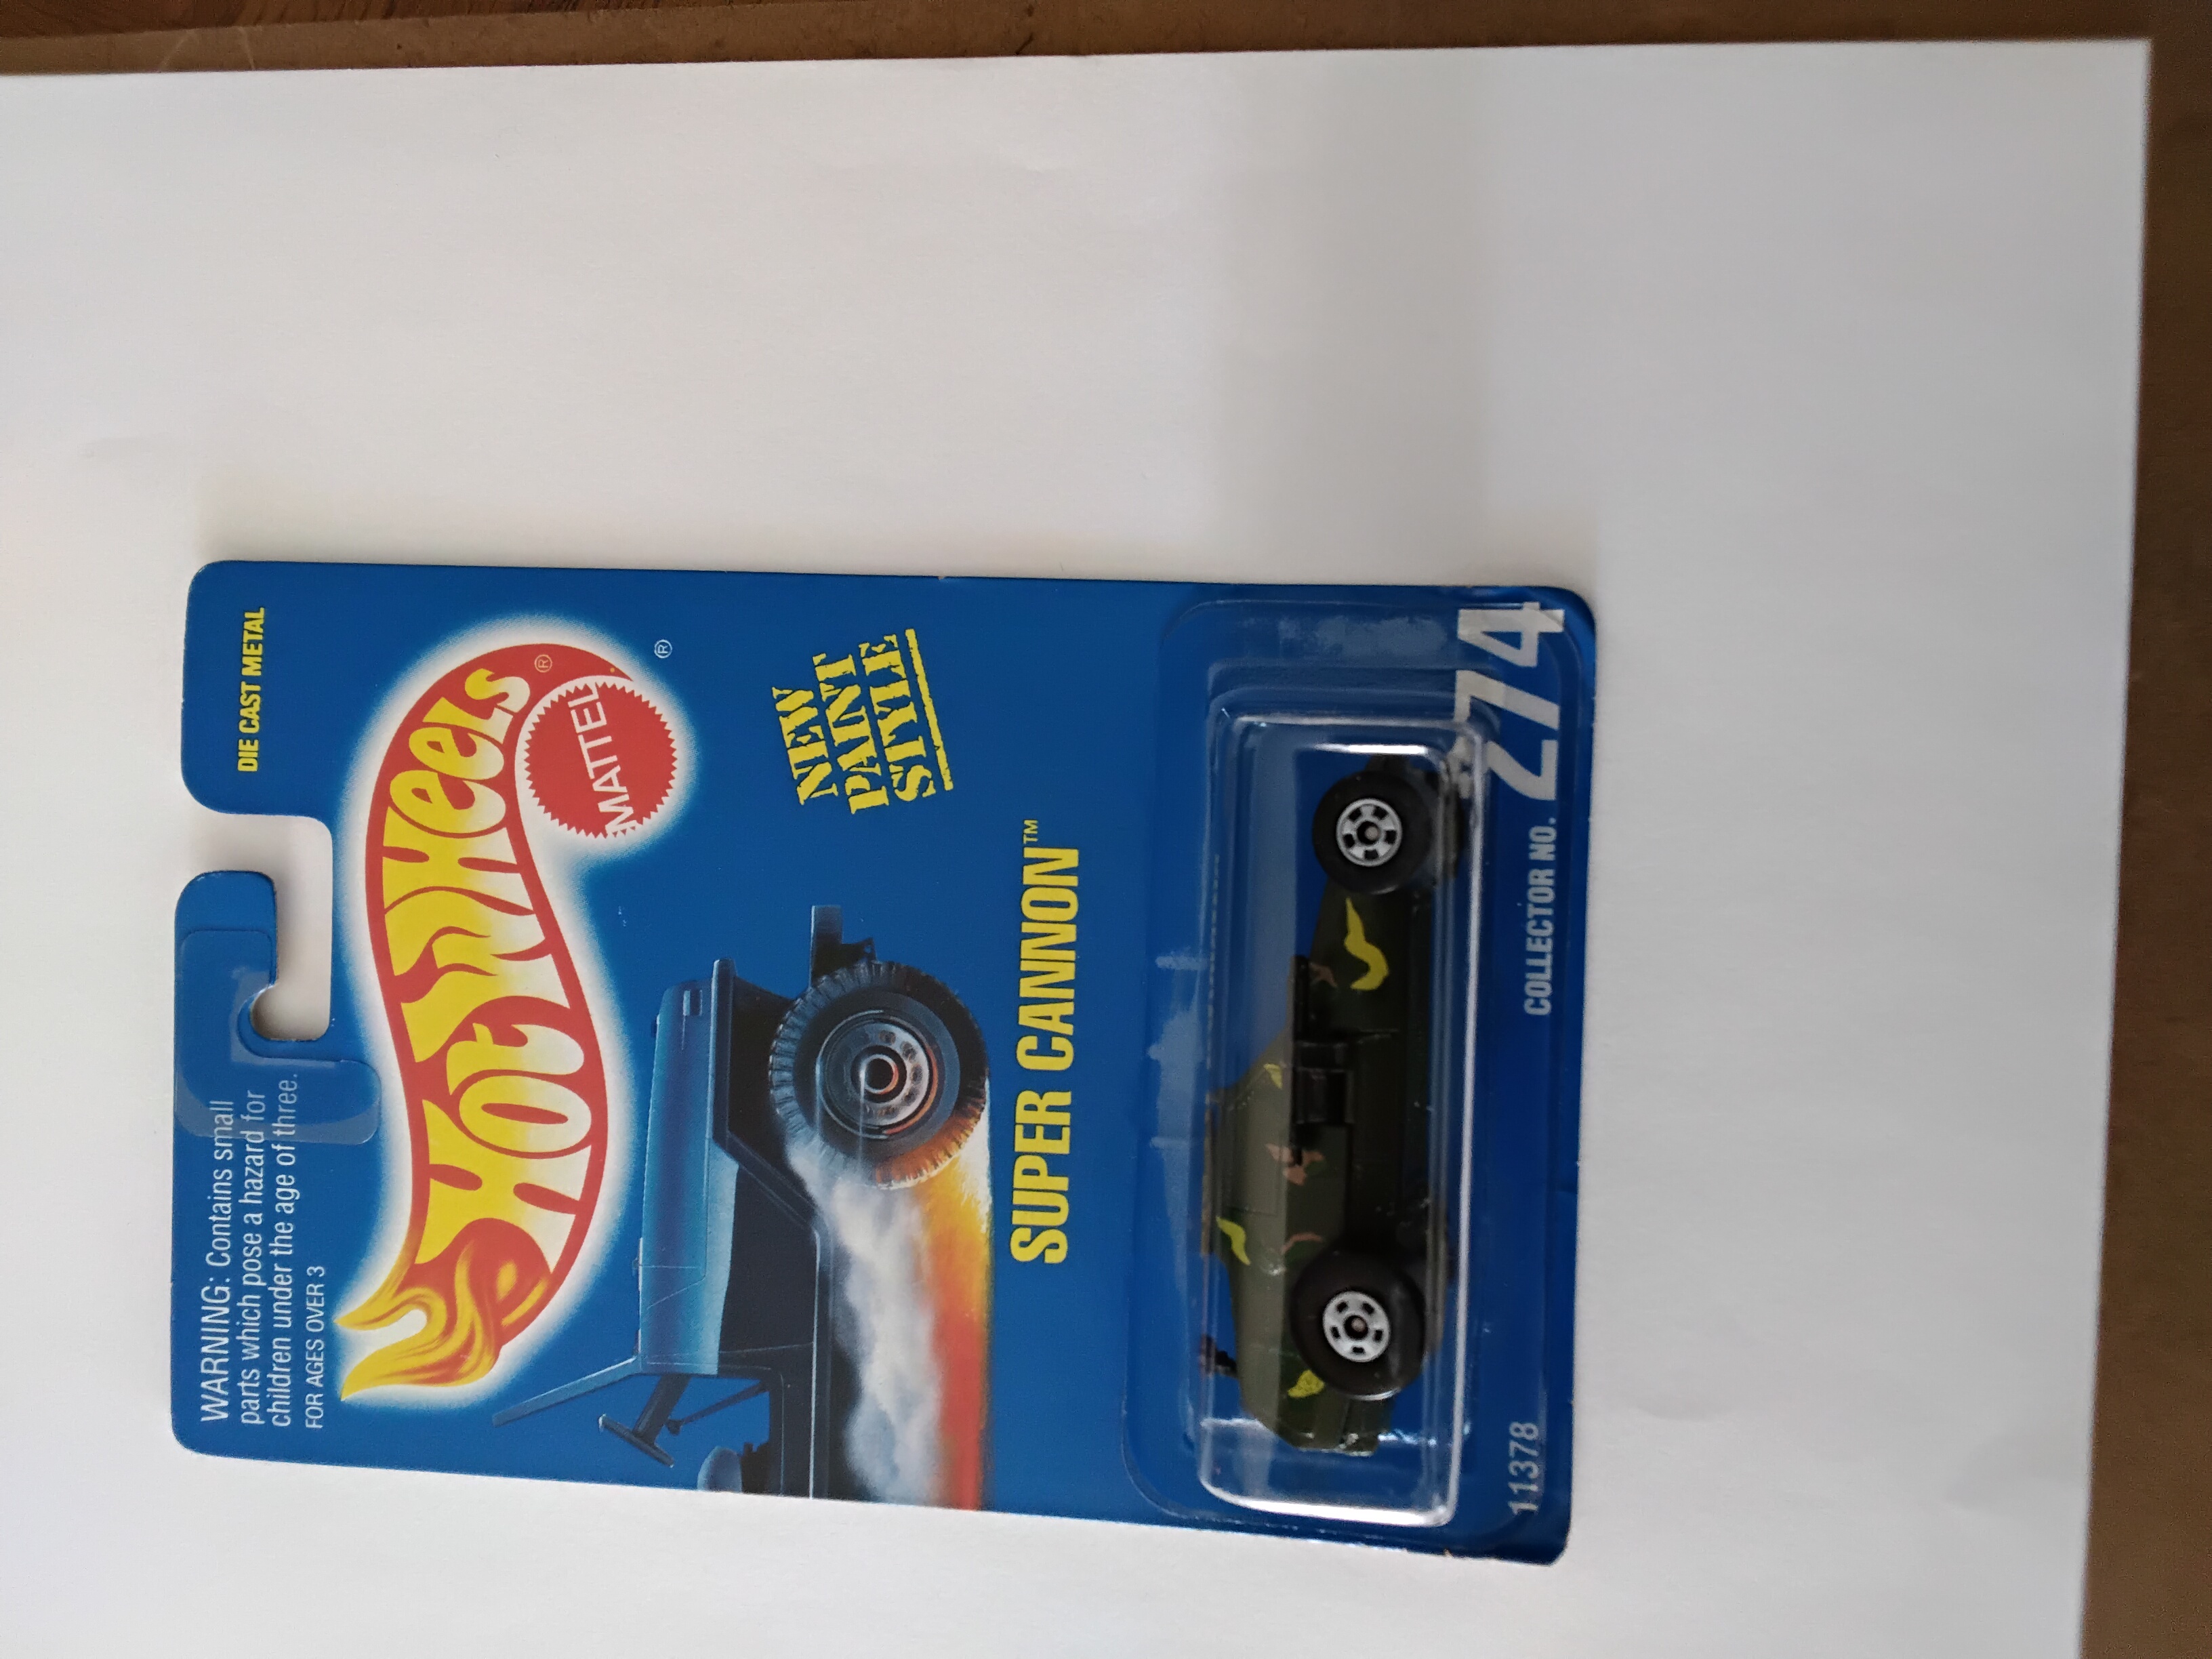 DIE CAST METAL
WARNING: Contains small
parts which pose a hazard for
children under the age of three.
FOR AGES OVER 3
Hot Wheels®
MATTEL
®
NEW
PAINT
STYLE
SUPER CANNON™
11378
COLLECTOR NO. 274